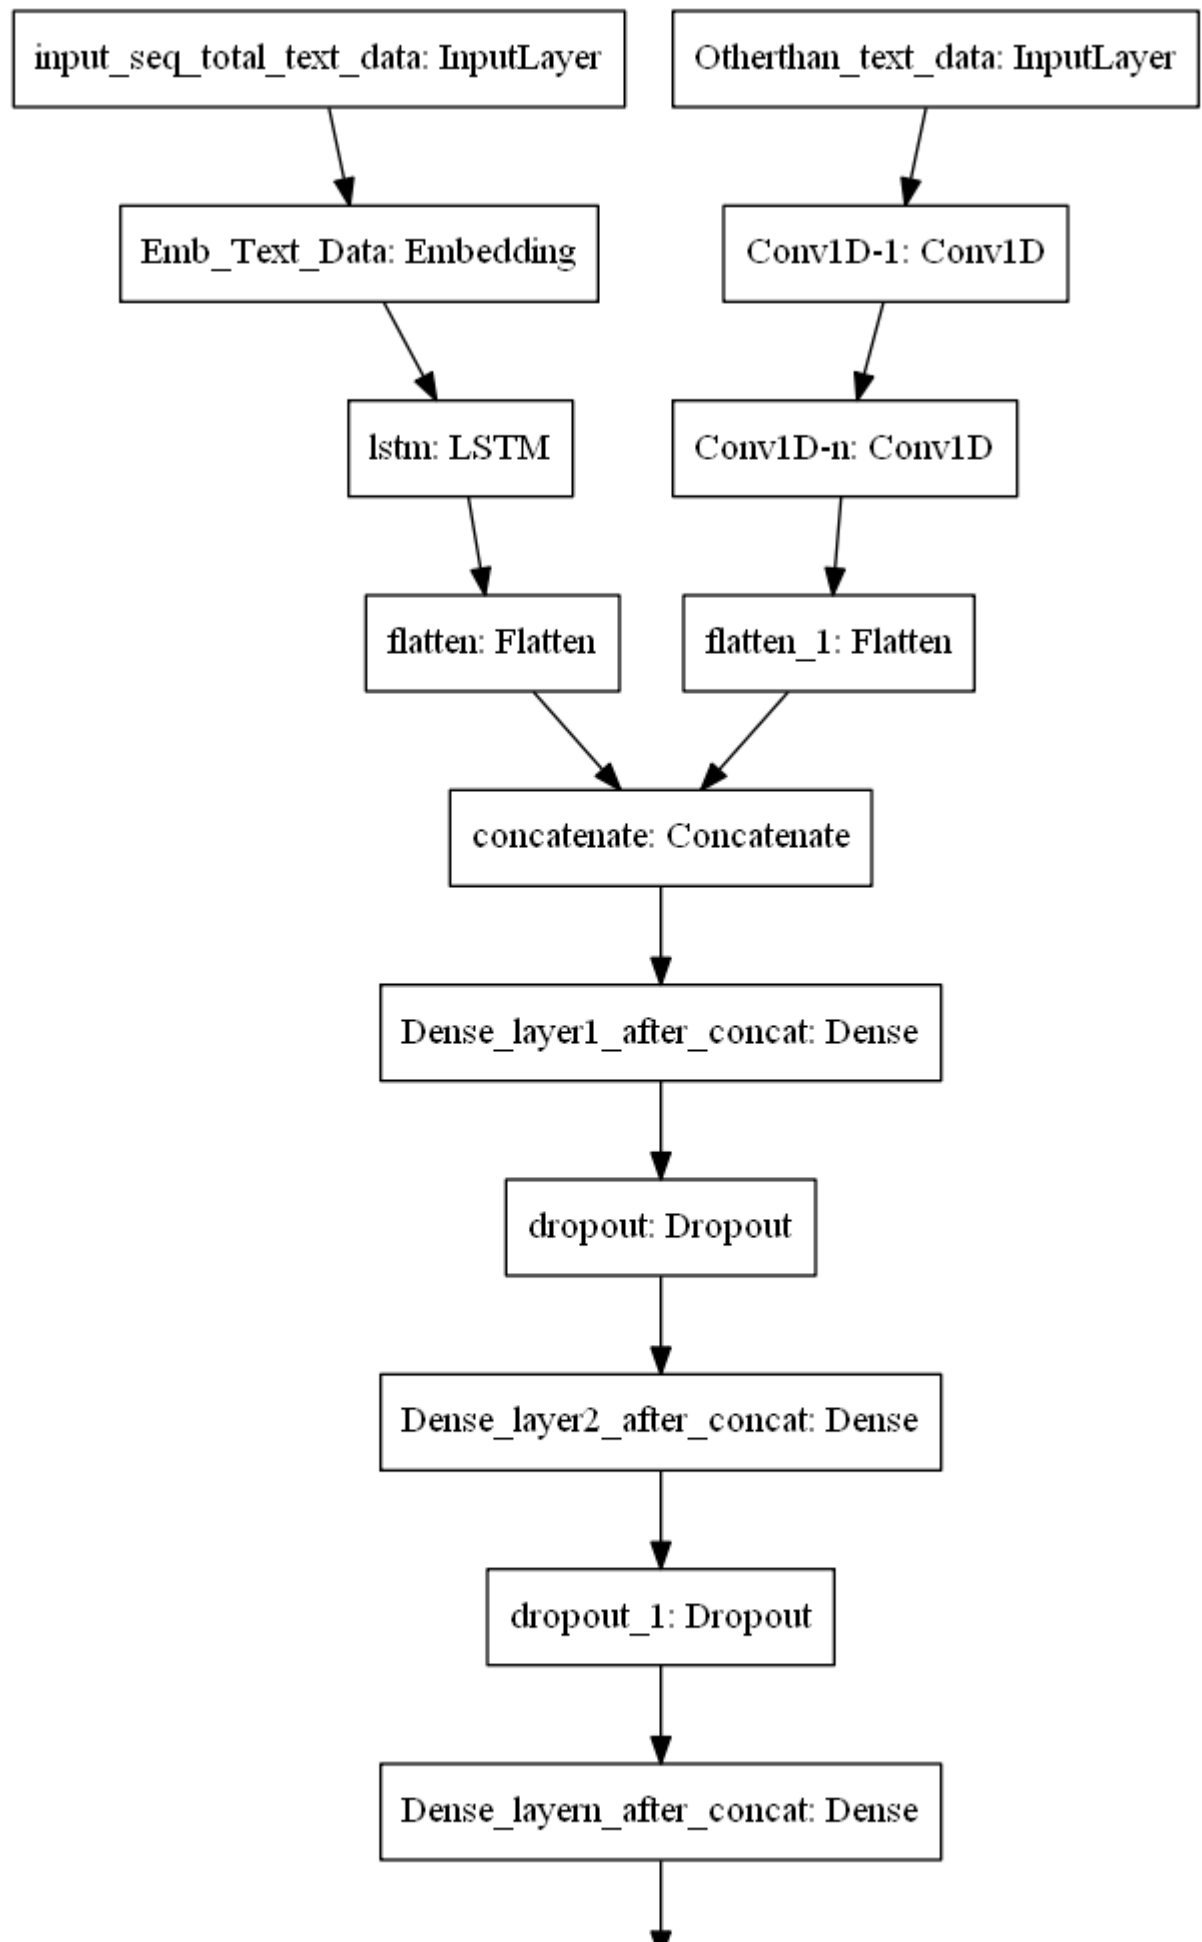 input_seq_total_text_data: InputLayer
Otherthan_text_data: InputLayer
Emb_Text_Data: Embedding
Conv1D-1: Conv1D
lstm: LSTM
Conv1D-n: Conv1D
flatten: Flatten
flatten_1: Flatten
concatenate: Concatenate
Dense_layer1_after_concat: Dense
dropout: Dropout
Dense_layer2_after_concat: Dense
dropout_1: Dropout
Dense_layern_after_concat: Dense